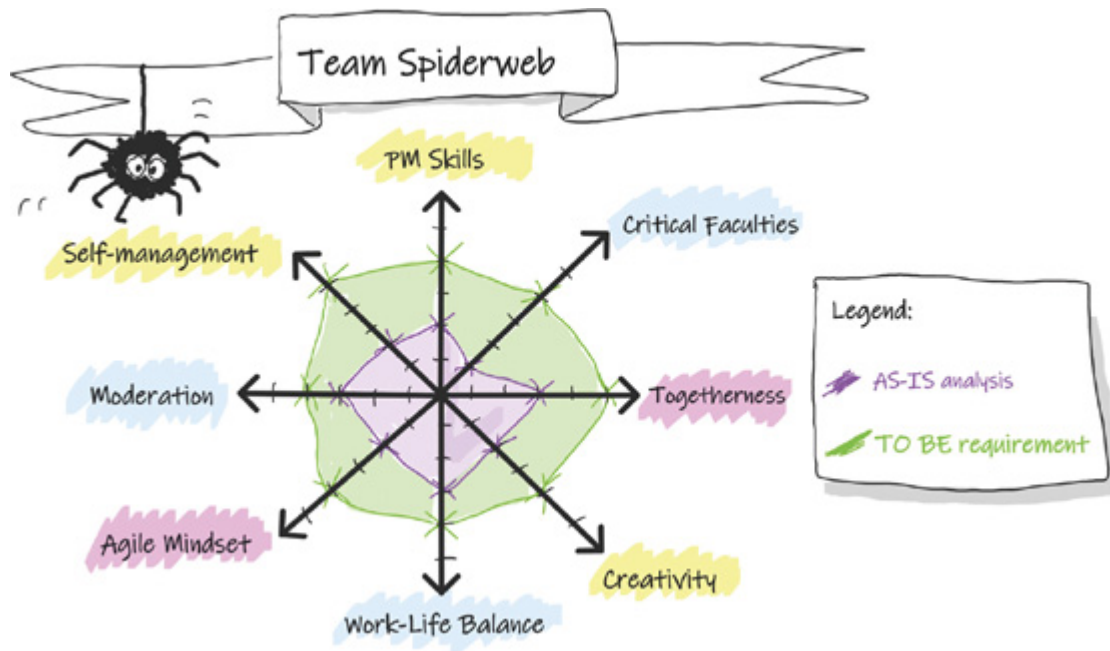 Team Spiderweb
PM Skills
Critical Faculties
Self-management
Legend:
Moderation
Togetherness
AS-IS analysis
TO BE requirement
Agile Mindset
Creativity
Work-Life Balance